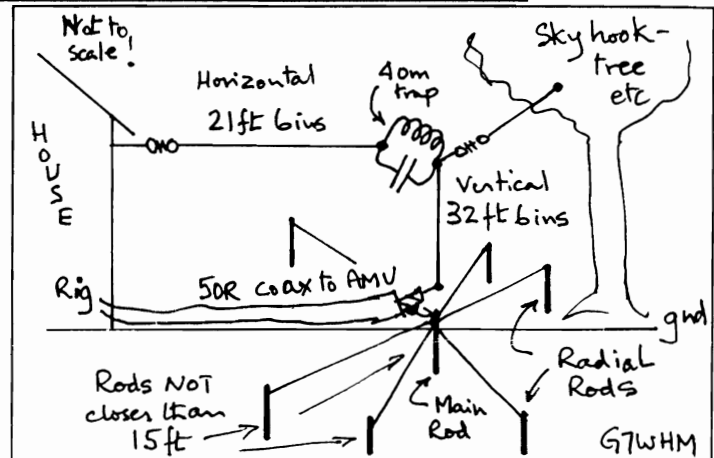 Not to
scale!
Horizontal
21ft 6ins
40m
trap
Sky hook-
tree
etc
HOUSE
Vertical
32ft 6ins
Rig
50R coax to AMU
gnd
Rods NOT
closer than
15ft
Main
Rod
Radial
Rods
G7WHM